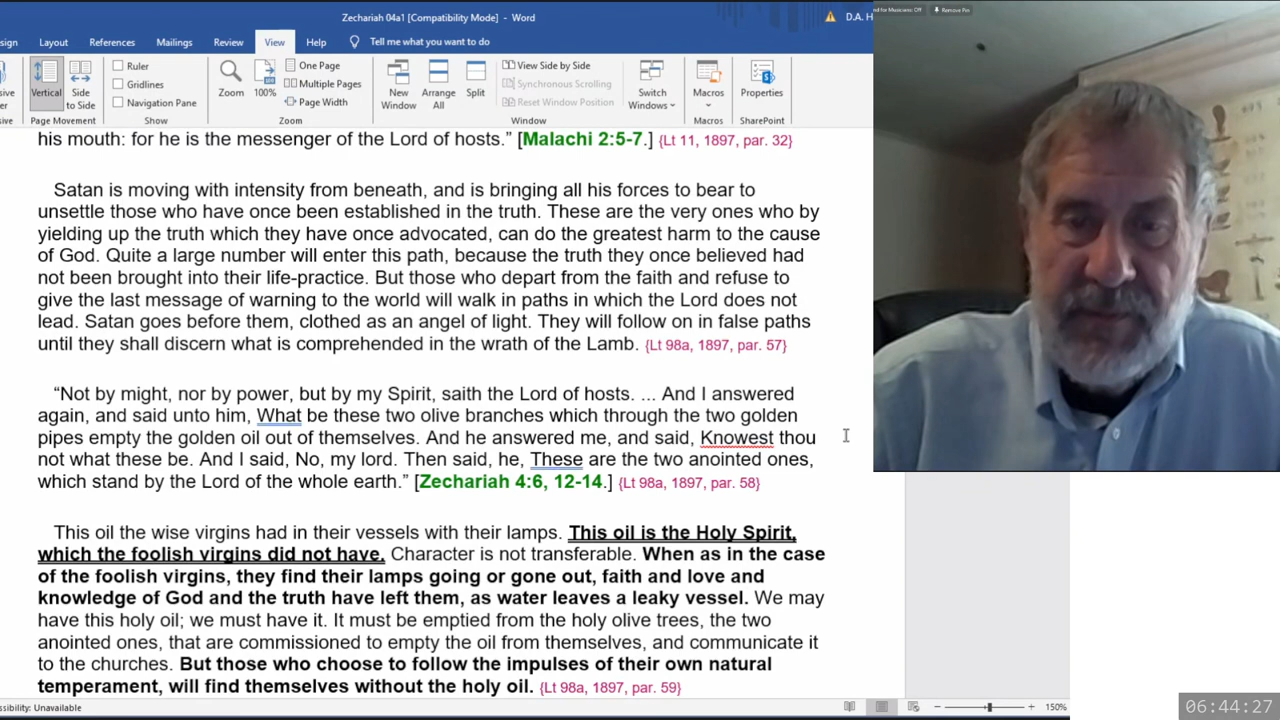 Zechariah 04a1 [Compatibility Mode] - Word
D.A. H
Remove Pin
sign Layout References Mailings Review View Help Tell me what you want to do
Vertical
Side to Side
Page Movement
Ruler
Gridlines
Navigation Pane
Show
Zoom
100%
One Page
Multiple Pages
Page Width
Zoom
New Window
Arrange All
Split
View Side by Side
Synchronous Scrolling
Reset Window Position
Window
Switch Windows
Macros
Macros
Properties
SharePoint
his mouth: for he is the messenger of the Lord of hosts.” [Malachi 2:5-7.] {Lt 11, 1897, par. 32}
Satan is moving with intensity from beneath, and is bringing all his forces to bear to
unsettle those who have once been established in the truth. These are the very ones who by
yielding up the truth which they have once advocated, can do the greatest harm to the cause
of God. Quite a large number will enter this path, because the truth they once believed had
not been brought into their life-practice. But those who depart from the faith and refuse to
give the last message of warning to the world will walk in paths in which the Lord does not
lead. Satan goes before them, clothed as an angel of light. They will follow on in false paths
until they shall discern what is comprehended in the wrath of the Lamb. {Lt 98a, 1897, par. 57}
“Not by might, nor by power, but by my Spirit, saith the Lord of hosts. ... And I answered
again, and said unto him, What be these two olive branches which through the two golden
pipes empty the golden oil out of themselves. And he answered me, and said, Knowest thou
not what these be. And I said, No, my lord. Then said, he, These are the two anointed ones,
which stand by the Lord of the whole earth.” [Zechariah 4:6, 12-14.] {Lt 98a, 1897, par. 58}
This oil the wise virgins had in their vessels with their lamps. This oil is the Holy Spirit,
which the foolish virgins did not have. Character is not transferable. When as in the case
of the foolish virgins, they find their lamps going or gone out, faith and love and
knowledge of God and the truth have left them, as water leaves a leaky vessel. We may
have this holy oil; we must have it. It must be emptied from the holy olive trees, the two
anointed ones, that are commissioned to empty the oil from themselves, and communicate it
to the churches. But those who choose to follow the impulses of their own natural
temperament, will find themselves without the holy oil. {Lt 98a, 1897, par. 59}
ssibility: Unavailable
150%
06:44:27